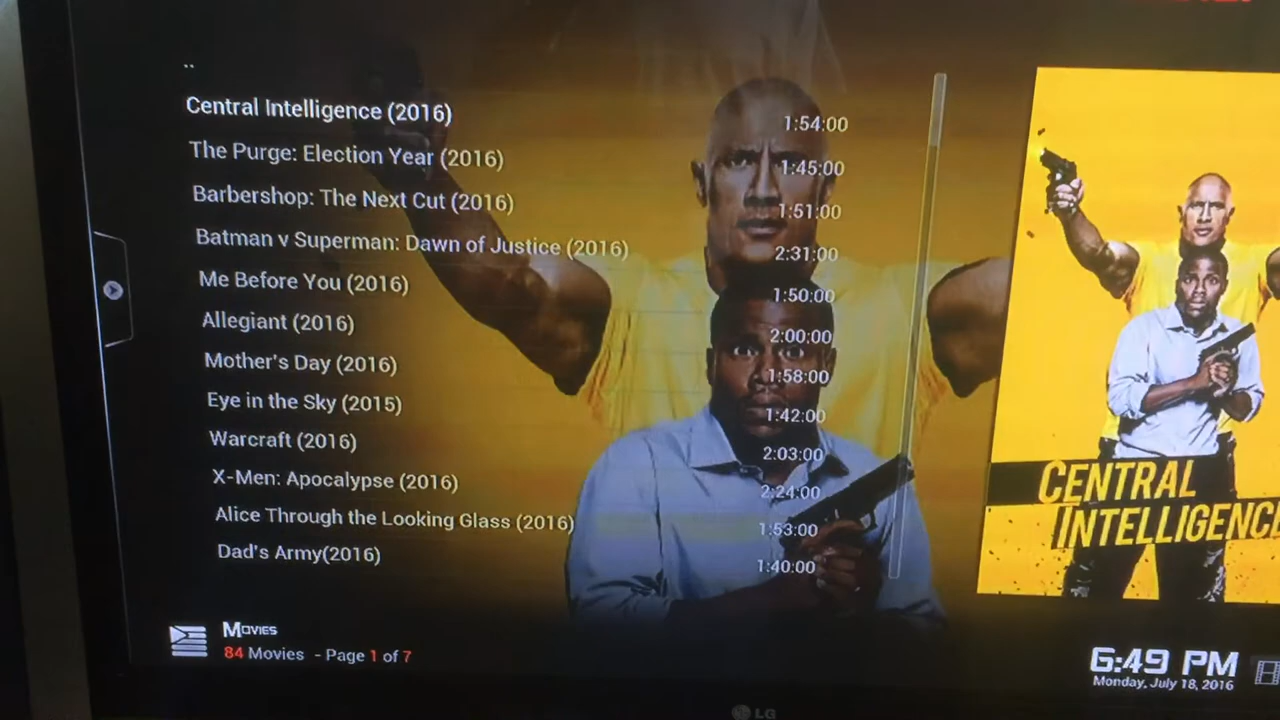 ..
Central Intelligence (2016) 1:54:00
The Purge: Election Year (2016) 1:45:00
Barbershop: The Next Cut (2016) 1:51:00
Batman v Superman: Dawn of Justice (2016) 2:31:00
Me Before You (2016) 1:50:00
Allegiant (2016) 2:00:00
Mother's Day (2016) 1:58:00
Eye in the Sky (2015) 1:42:00
Warcraft (2016) 2:03:00
X-Men: Apocalypse (2016) 2:24:00
Alice Through the Looking Glass (2016) 1:53:00
Dad's Army(2016) 1:40:00
CENTRAL
INTELLIGENC
MOVIES
84 Movies - Page 1 of 7
6:49 PM
Monday, July 18, 2016
LG